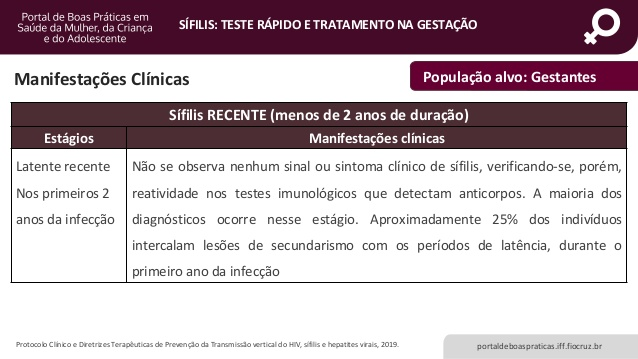 Portal de Boas Práticas em
Saúde da Mulher, da Criança
e do Adolescente
SÍFILIS: TESTE RÁPIDO E TRATAMENTO NA GESTAÇÃO
Manifestações Clínicas
População alvo: Gestantes
Sífilis RECENTE (menos de 2 anos de duração)
Estágios
Manifestações clínicas
Latente recente
Nos primeiros 2
anos da infecção
Não se observa nenhum sinal ou sintoma clínico de sífilis, verificando-se, porém,
reatividade nos testes imunológicos que detectam anticorpos. A maioria dos
diagnósticos ocorre nesse estágio. Aproximadamente 25% dos indivíduos
intercalam lesões de secundarismo com os períodos de latência, durante o
primeiro ano da infecção
Protocolo Clínico e Diretrizes Terapêuticas de Prevenção da Transmissão vertical do HIV, sífilis e hepatites virais, 2019.
portaldeboaspraticas.iff.fiocruz.br